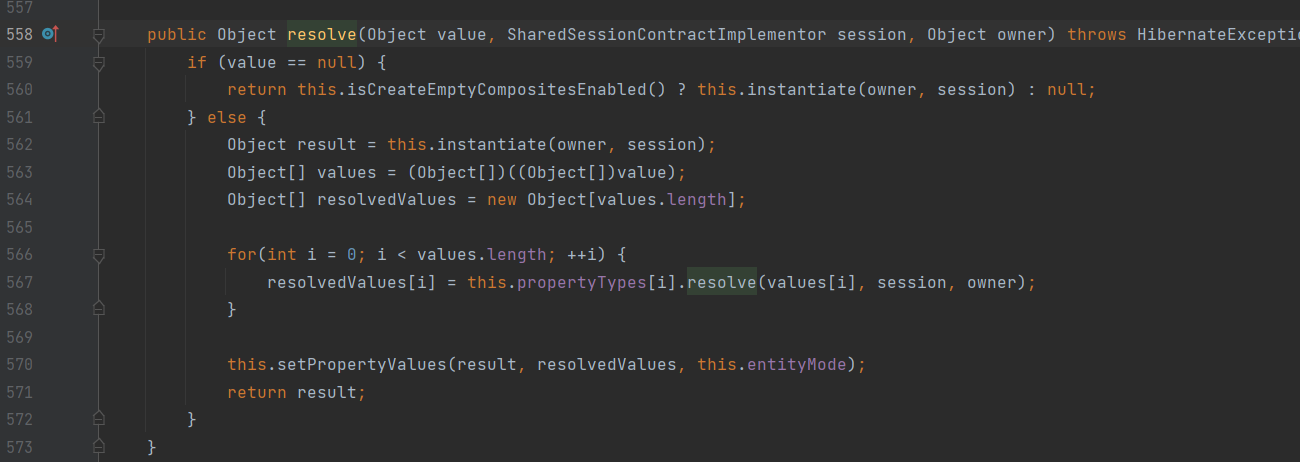 557
558 public Object resolve(Object value, SharedSessionContractImplementor session, Object owner) throws HibernateExcepti
559 if (value == null) {
560 return this.isCreateEmptyCompositesEnabled() ? this.instantiate(owner, session) : null;
561 } else {
562 Object result = this.instantiate(owner, session);
563 Object[] values = (Object[])((Object[])value);
564 Object[] resolvedValues = new Object[values.length];
565
566 for(int i = 0; i < values.length; ++i) {
567 resolvedValues[i] = this.propertyTypes[i].resolve(values[i], session, owner);
568 }
569
570 this.setPropertyValues(result, resolvedValues, this.entityMode);
571 return result;
572 }
573 }